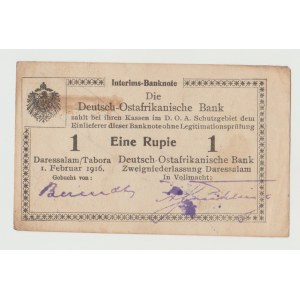 Interims-Banknote
Die
Deutsch-Ostafrikanische Bank
zahlt bei ihren Kassen im D. O. A. Schutzgebiet dem
Einlieferer dieser Banknote ohne Legitimationsprüfung
1 Eine Rupie 1
Daressalam/Tabora
1. Februar 1916.
Gebucht von:
Deutsch-Ostafrikanische Bank
Zweigniederlassung Daressalam
In Vollmacht: